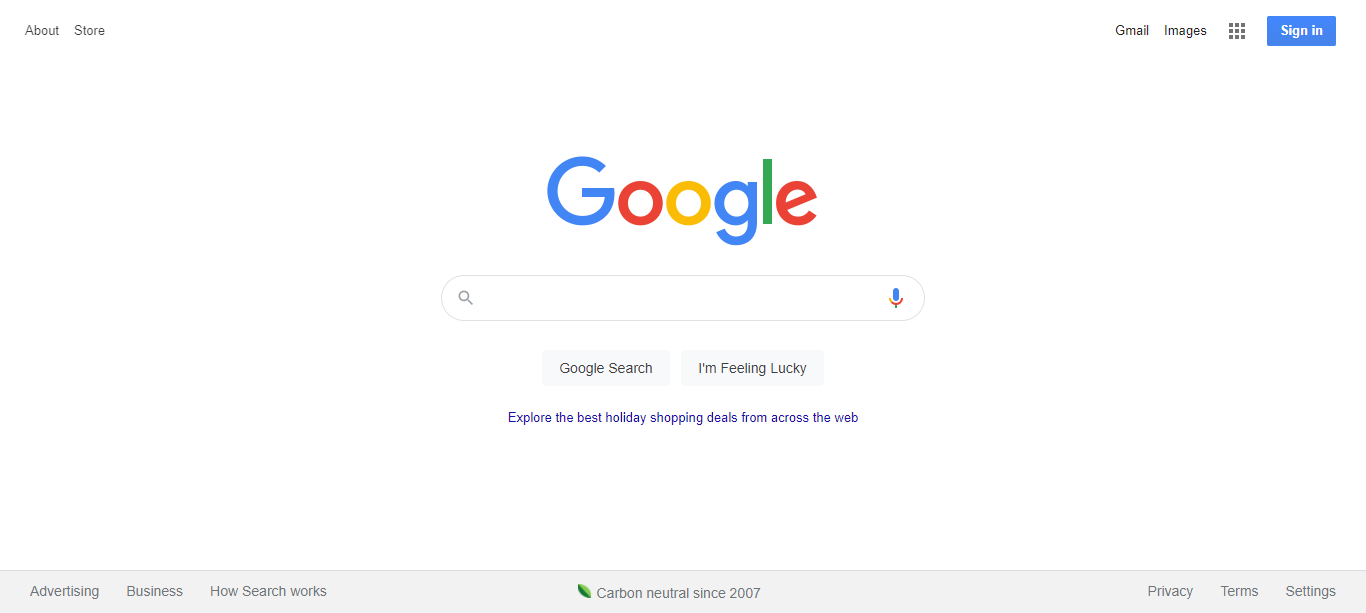 About Store Gmail Images Sign in
Google
Google Search I'm Feeling Lucky
Explore the best holiday shopping deals from across the web
Advertising Business How Search works Carbon neutral since 2007 Privacy Terms Settings